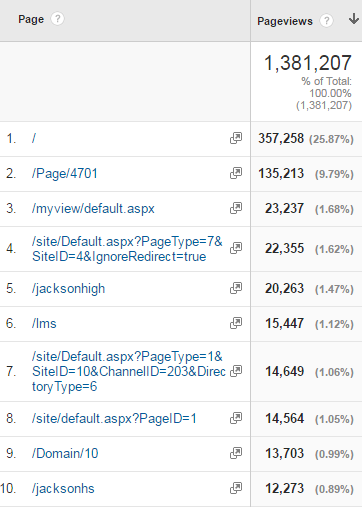 Page ? Pageviews ?
1,381,207
% of Total:
100.00%
(1,381,207)
1. / 357,258 (25.87%)
2. /Page/4701 135,213 (9.79%)
3. /myview/default.aspx 23,237 (1.68%)
4. /site/Default.aspx?PageType=7&
SiteID=4&IgnoreRedirect=true 22,355 (1.62%)
5. /jacksonhigh 20,263 (1.47%)
6. /lms 15,447 (1.12%)
7. /site/Default.aspx?PageType=1&
SiteID=10&ChannelID=203&Direc 14,649 (1.06%)
toryType=6
8. /site/default.aspx?PageID=1 14,564 (1.05%)
9. /Domain/10 13,703 (0.99%)
10. /jacksonhs 12,273 (0.89%)